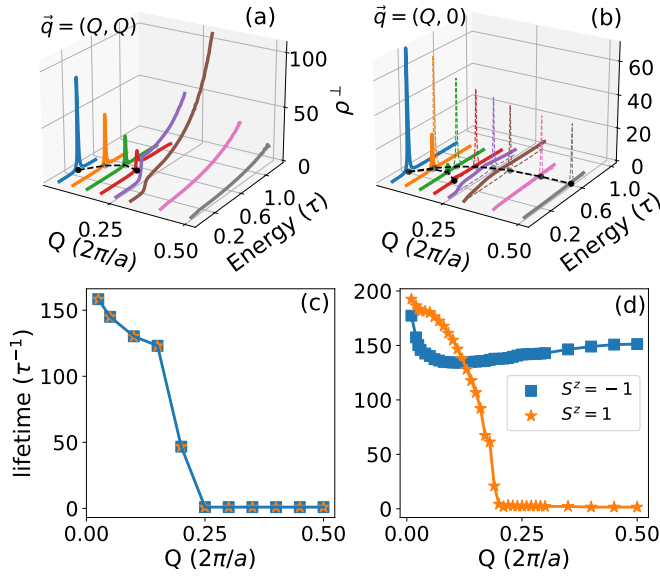 q⃗ = (Q, Q)
(a)
100
50
0
ρ⊥
0.25
0.50
Q (2π/a)
0.2
0.6
1.0
Energy (τ)
q⃗ = (Q, 0)
(b)
60
40
20
0
ρ⊥
0.25
0.50
Q (2π/a)
0.2
0.6
1.0
Energy (τ)
(c)
150
100
50
0
lifetime (τ⁻¹)
0.00
0.25
0.50
Q (2π/a)
(d)
200
150
100
50
0
S^z = −1
S^z = 1
0.00
0.25
0.50
Q (2π/a)